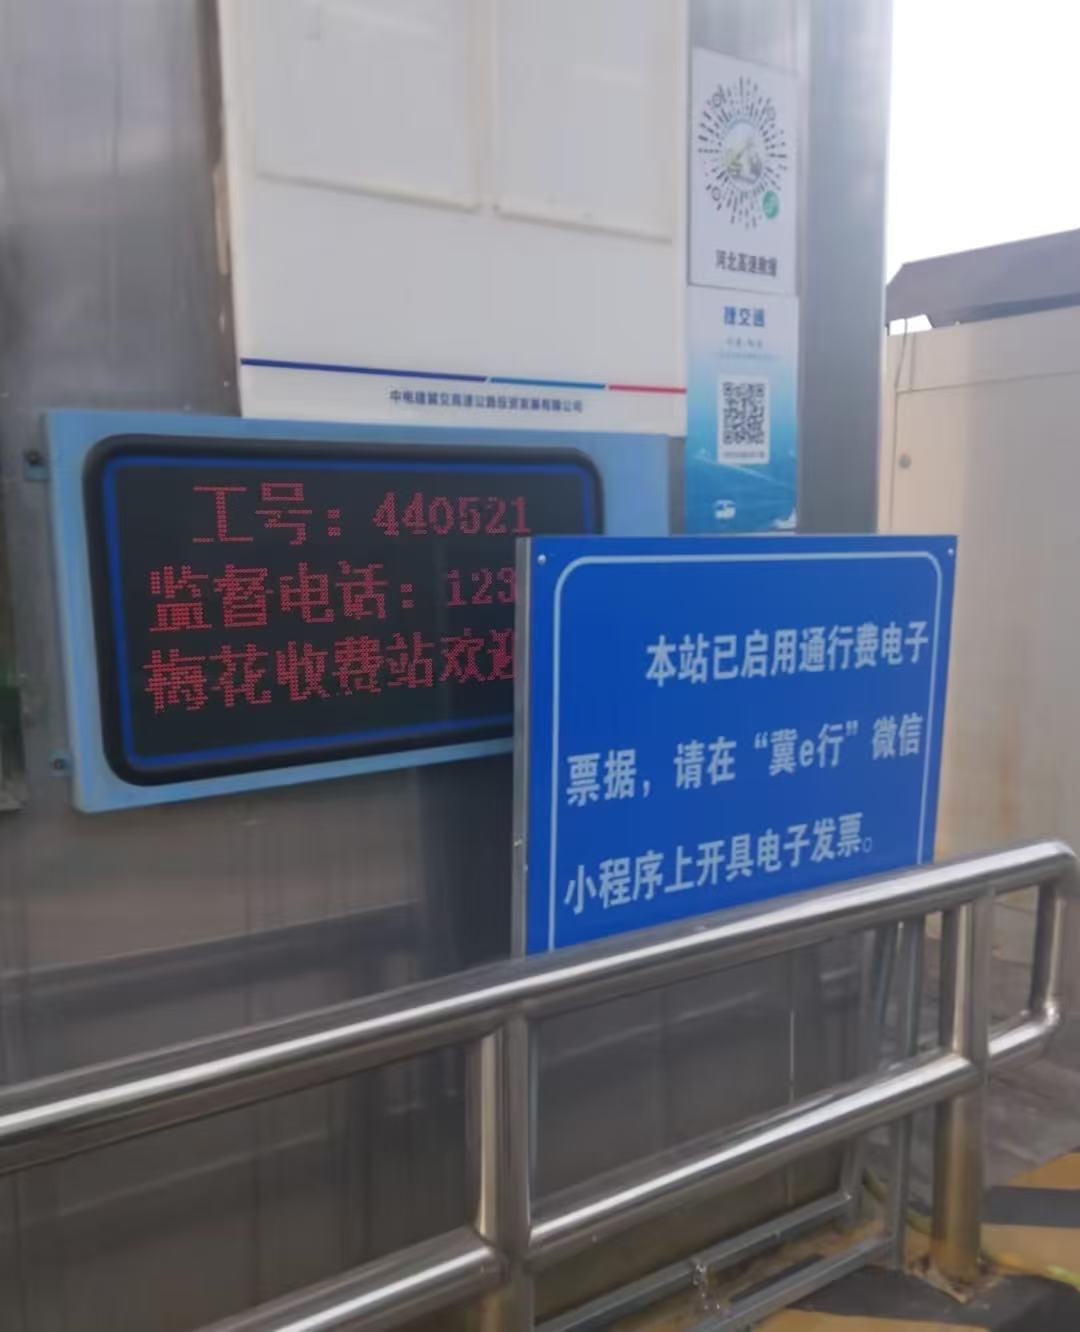 河北高速救援
捷交通
中电建冀交高速公路投资发展有限公司
工号：440521
监督电话：123
梅花收费站欢迎
本站已启用通行费电子
票据，请在“冀e行”微信
小程序上开具电子发票。